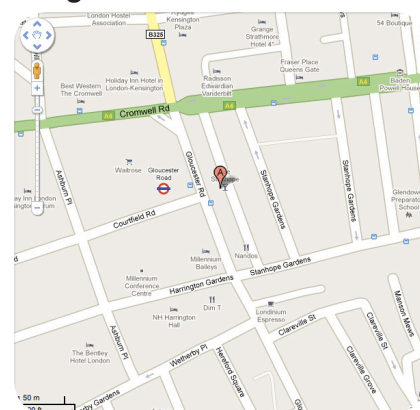 London Hostel
Association
Kensington
Plaza
B325
Grange
Strathmore
Hotel
54 Boutique
Fraser Place
Queens Gate
Holiday Inn Hotel in
London-Kensington
Radisson
Edwardian
Vanderbilt
Best Western
The Cromwell
A4
A4
A4
Baden
Powell House
Cromwell Rd
Waitrose
Gloucester
Road
Gloucester Rd
A
Stanhope Gardens
Stanhope Gardens
Ashburn Pl
Courtfield Rd
Glendower
Preparatory
School
Nandos
Millennium
Baileys
Stanhope Gardens
Millennium
Conference
Centre
Harrington Gardens
NH Harrington
Hall
Dim T
Londinium
Espresso
Clareville St
Manson Mews
Ashburn Pl
The Bentley
Hotel London
Wetherby Pl
Hereford Square
Clareville Grove
50 m
Gardens